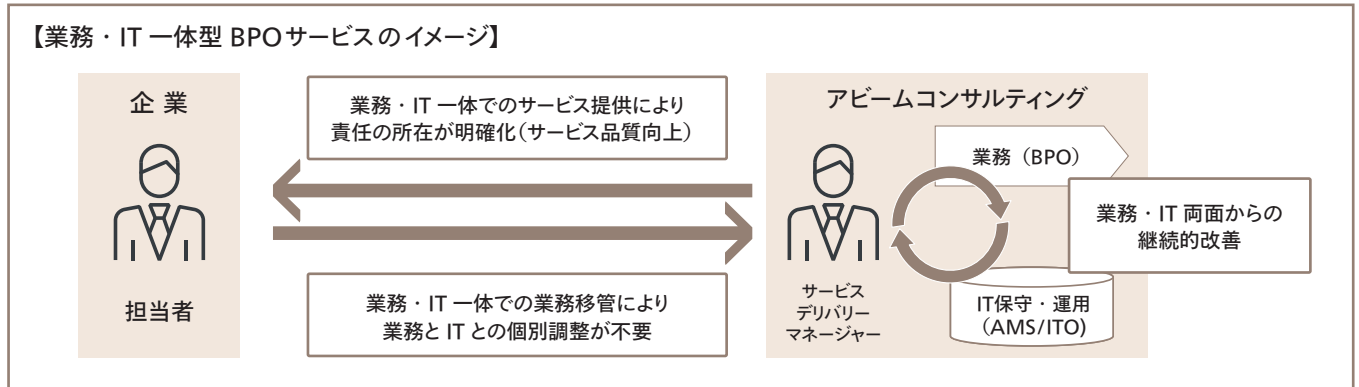 【業務・IT 一体型 BPOサービスのイメージ】
企業
担当者
業務・IT 一体でのサービス提供により
責任の所在が明確化(サービス品質向上)
業務・IT 一体での業務移管により
業務と IT との個別調整が不要
アビームコンサルティング
サービス
デリバリー
マネージャー
業務（BPO）
業務・IT 両面からの
継続的改善
IT保守・運用
（AMS/ITO)